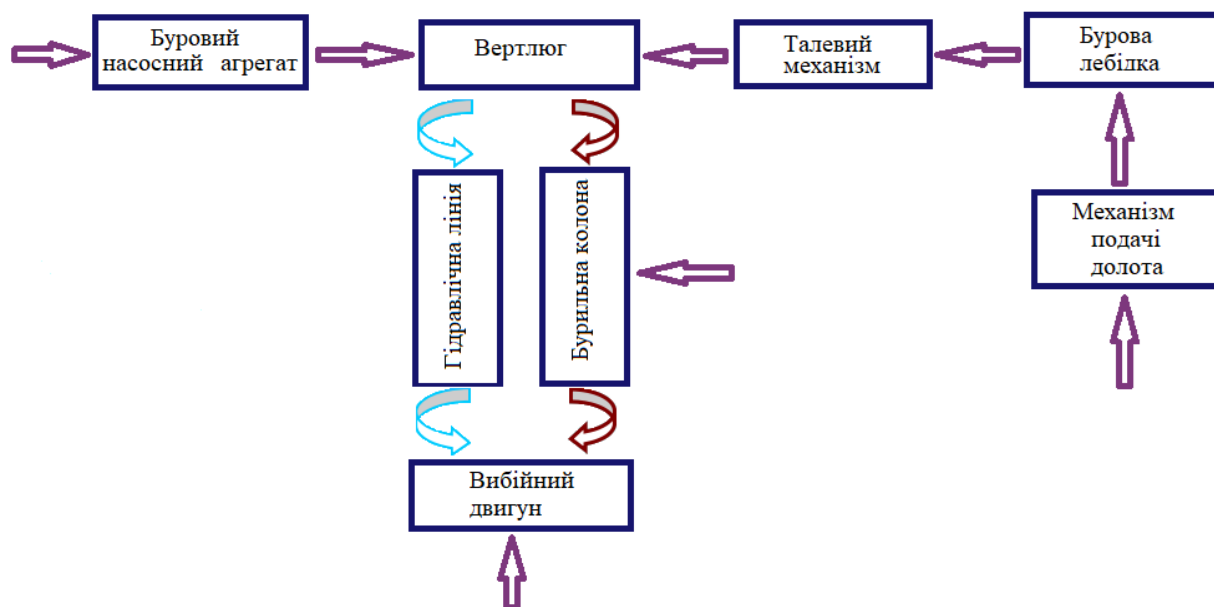 Буровий
насосний агрегат
Вертлюг
Талевий
механізм
Бурова
лебідка
Механізм
подачі
долота
Гідравлічна лінія
Бурильна колона
Вибійний
двигун